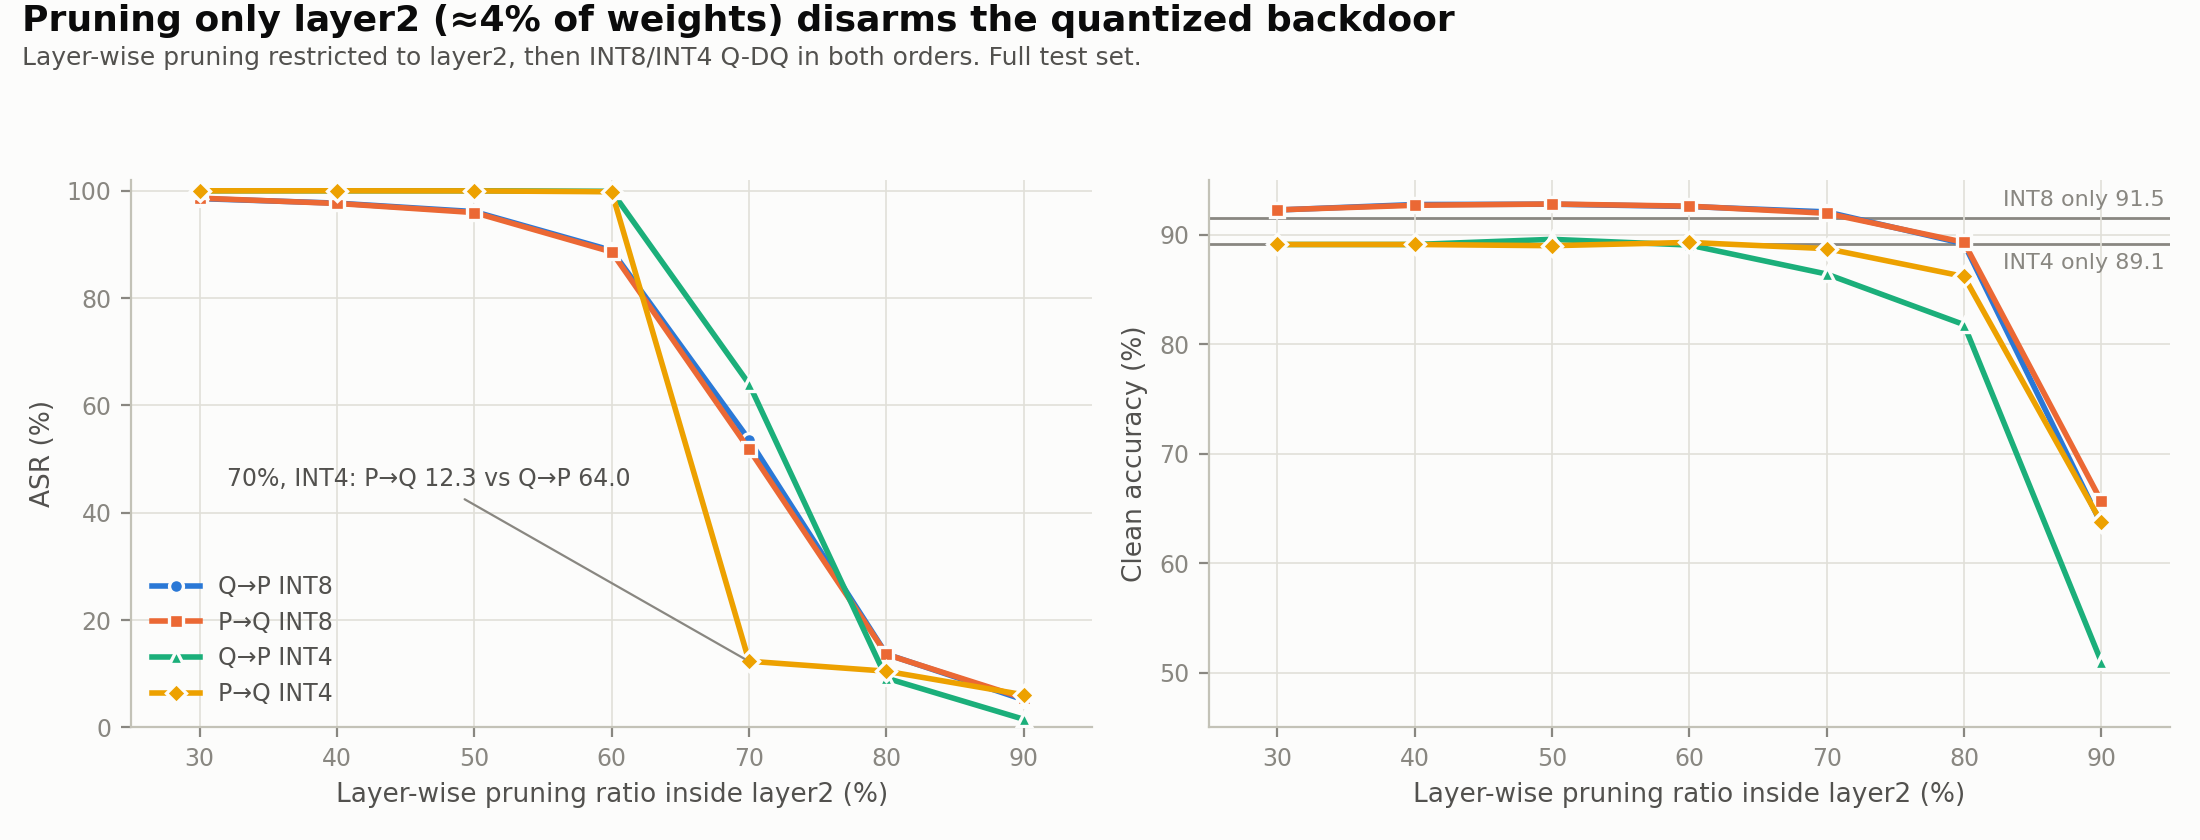 Pruning only layer2 (≈4% of weights) disarms the quantized backdoor
Layer-wise pruning restricted to layer2, then INT8/INT4 Q-DQ in both orders. Full test set.
ASR (%)
100
80
60
40
20
0
70%, INT4: P→Q 12.3 vs Q→P 64.0
Q→P INT8
P→Q INT8
Q→P INT4
P→Q INT4
30 40 50 60 70 80 90
Layer-wise pruning ratio inside layer2 (%)
Clean accuracy (%)
90
80
70
60
50
INT8 only 91.5
INT4 only 89.1
30 40 50 60 70 80 90
Layer-wise pruning ratio inside layer2 (%)